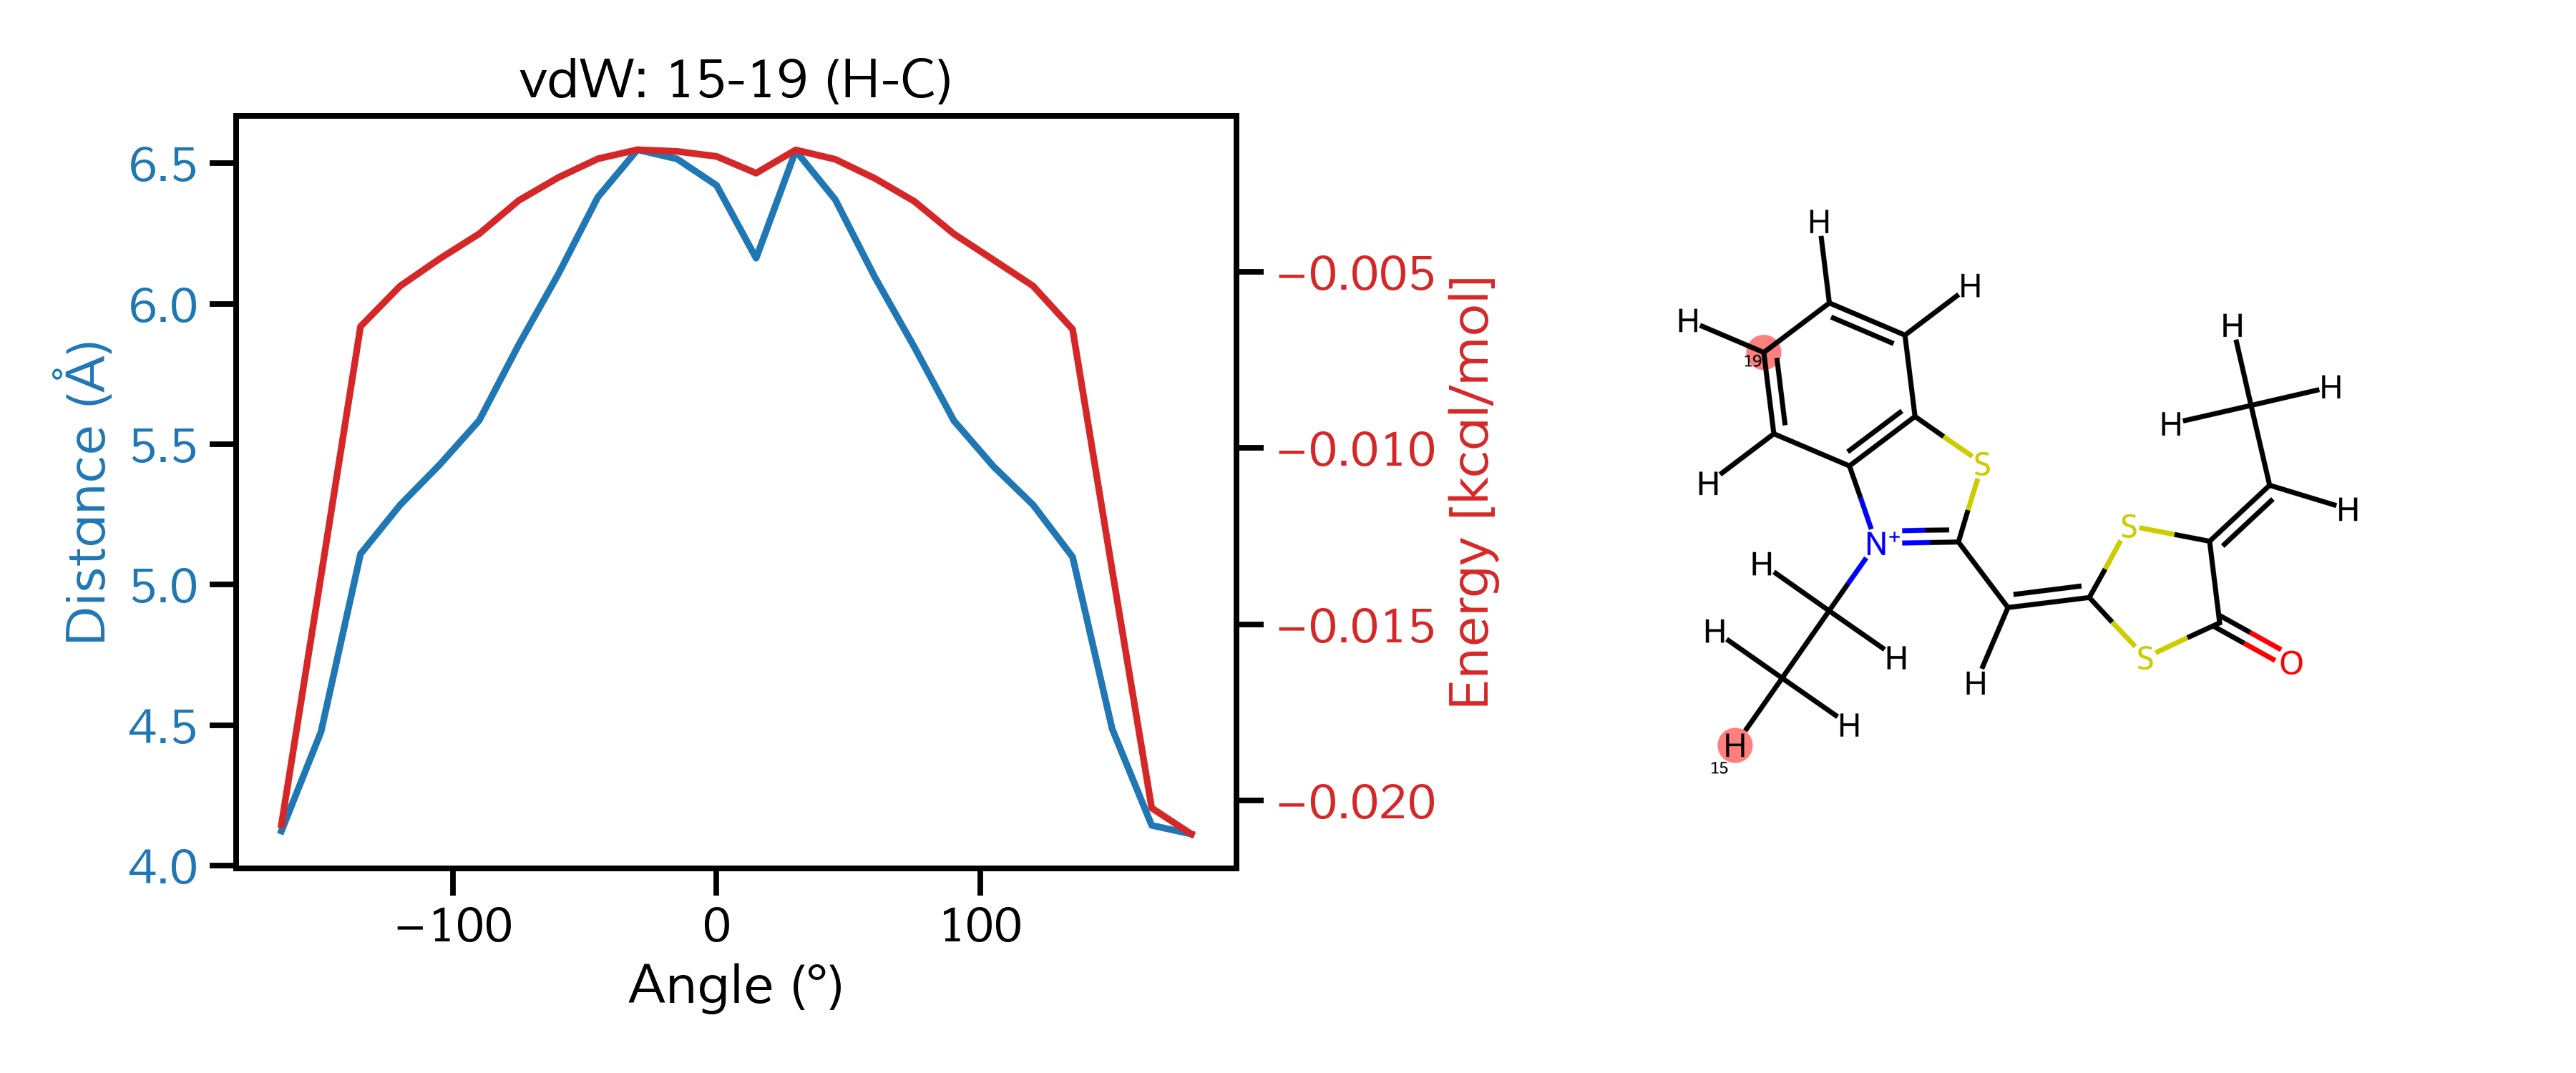 vdW: 15-19 (H-C)
Distance (Å)
6.5
6.0
5.5
5.0
4.5
4.0
−100
0
100
Angle (°)
−0.005
−0.010
−0.015
−0.020
Energy [kcal/mol]
H
H
H
19
H
S
N⁺
H
H
H
H
H
15
H
S
S
O
H
H
H
H